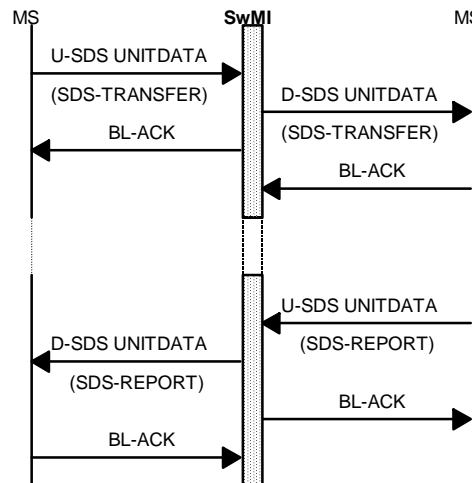 MS
SwMI
MS
U-SDS UNITDATA
(SDS-TRANSFER)
D-SDS UNITDATA
(SDS-TRANSFER)
BL-ACK
BL-ACK
U-SDS UNITDATA
(SDS-REPORT)
D-SDS UNITDATA
(SDS-REPORT)
BL-ACK
BL-ACK